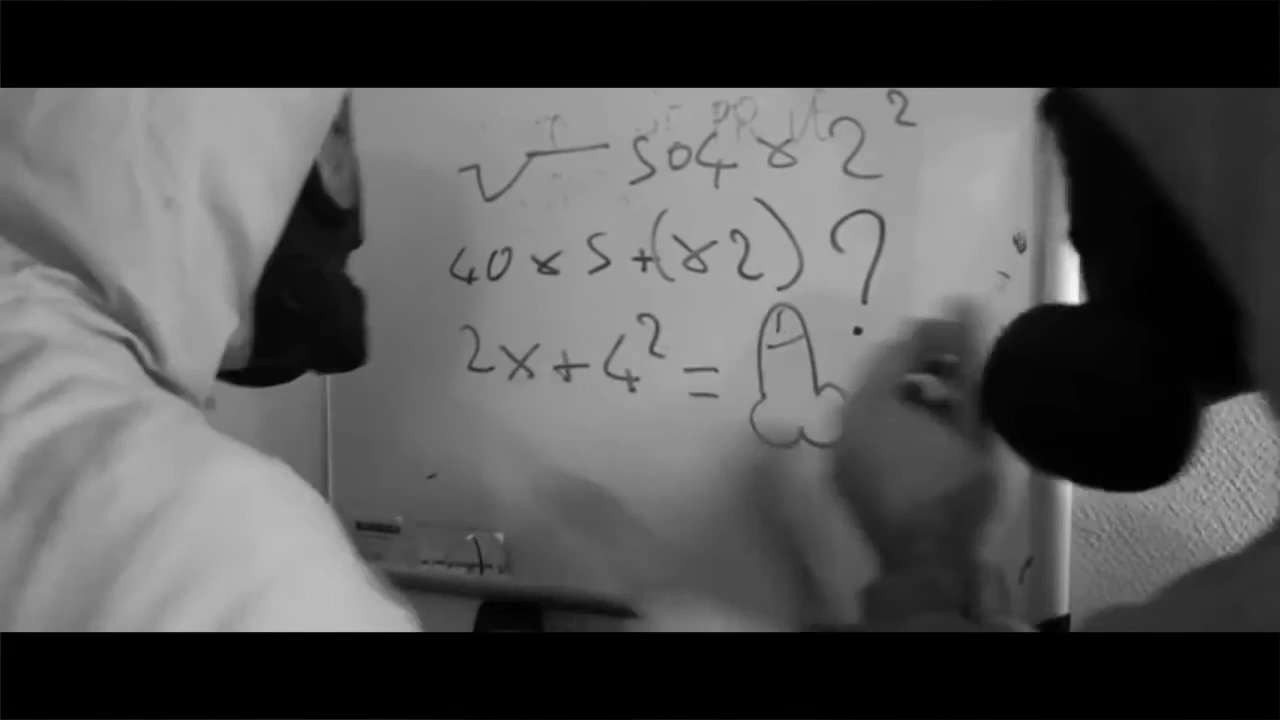 √ 504 x 2²
40 x 5 + (x 2) ?
2x + 4² =